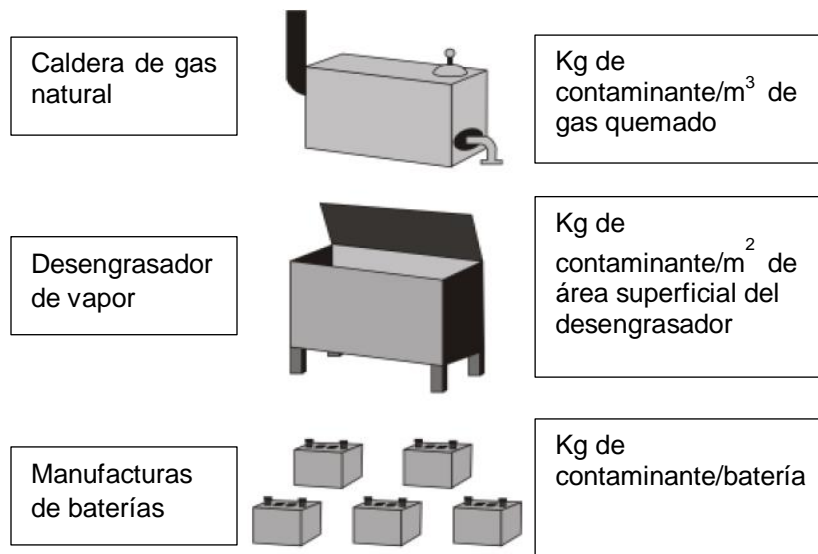 Caldera de gas
natural
Kg de
contaminante/m³ de
gas quemado
Desengrasador
de vapor
Kg de
contaminante/m² de
área superficial del
desengrasador
Manufacturas
de baterías
Kg de
contaminante/batería